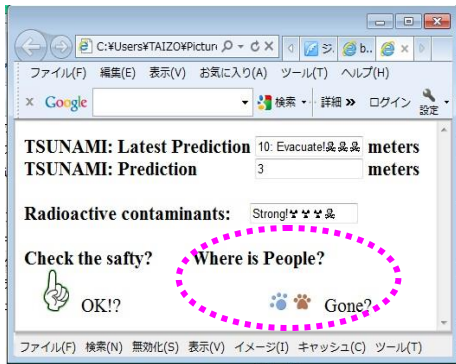 C:¥Users¥TAIZO¥Pictur
ジ. b..
ファイル(F) 編集(E) 表示(V) お気に入り(A) ツール(T) ヘルプ(H)
x Google 検索 詳細 » ログイン 設定
TSUNAMI: Latest Prediction 10: Evacuate! meters
TSUNAMI: Prediction 3 meters
Radioactive contaminants: Strong!
Check the safty? Where is People?
OK!? Gone?
ファイル(F) 検索(N) 無効化(S) 表示(V) イメージ(I) キャッシュ(C) ツール(T)